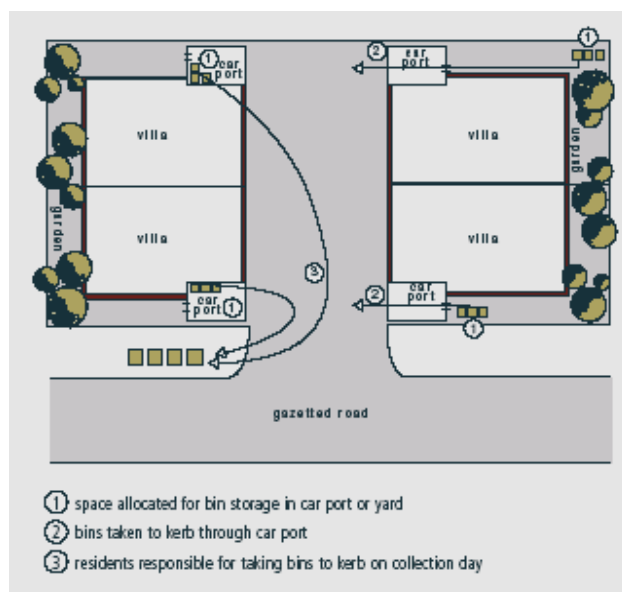 1
2
1
car
port
car
port
villa
villa
garden
garden
villa
villa
3
2
car
port
1
car
port
1
gazetted road
1 space allocated for bin storage in car port or yard
2 bins taken to kerb through car port
3 residents responsible for taking bins to kerb on collection day